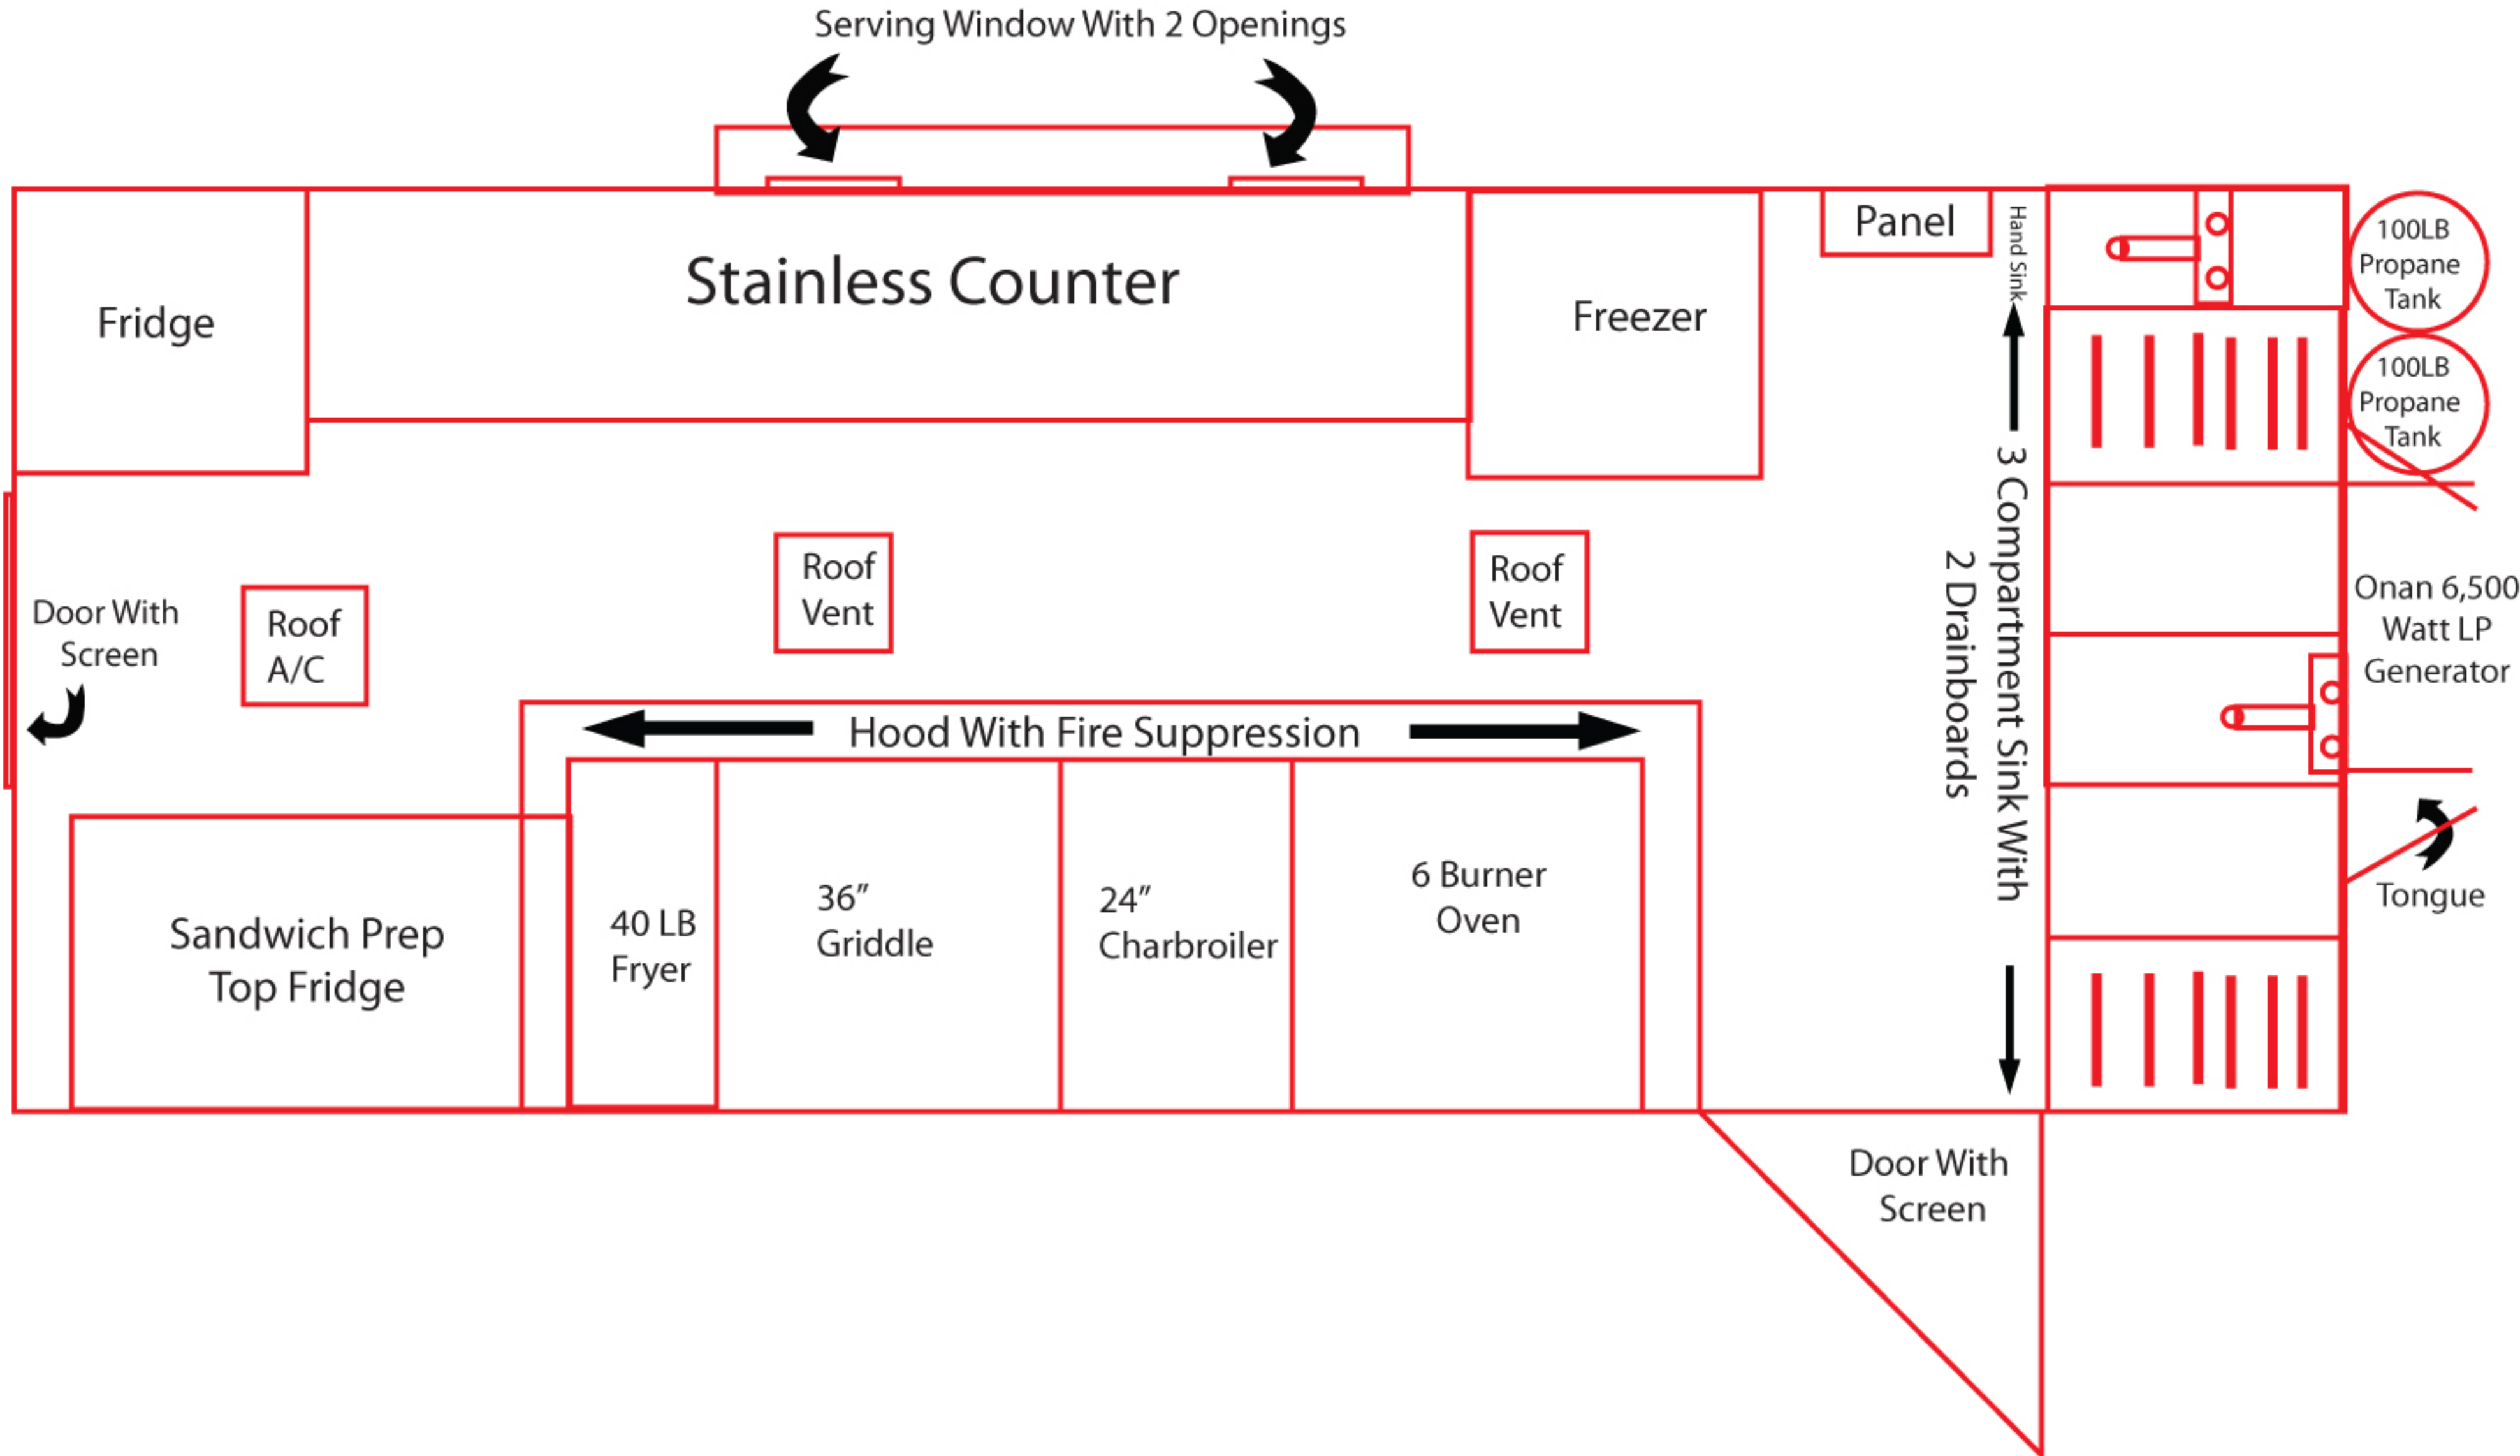 Serving Window With 2 Openings
Fridge
Stainless Counter
Freezer
Panel
Hand Sink
100LB
Propane
Tank
100LB
Propane
Tank
Door With
Screen
Roof
A/C
Roof
Vent
Roof
Vent
3 Compartment Sink With
2 Drainboards
Onan 6,500
Watt LP
Generator
Tongue
Hood With Fire Suppression
Sandwich Prep
Top Fridge
40 LB
Fryer
36”
Griddle
24”
Charbroiler
6 Burner
Oven
Door With
Screen